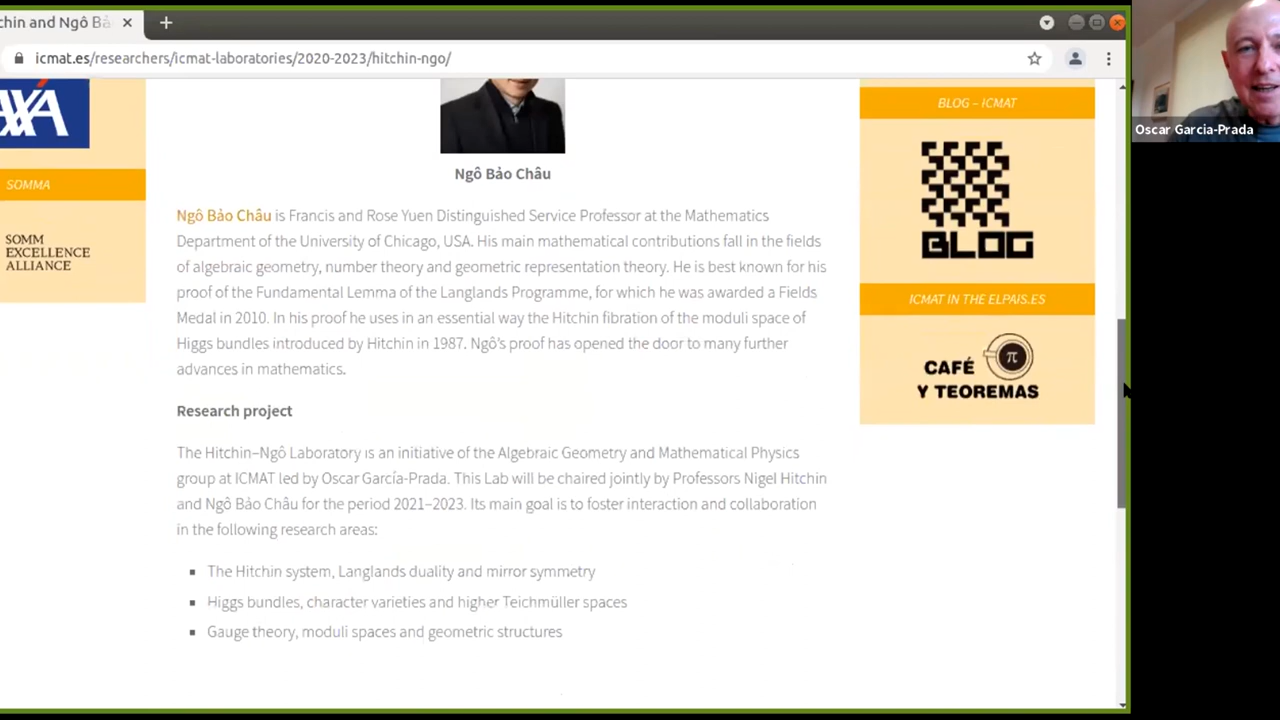 chin and Ngô Bả
icmat.es/researchers/icmat-laboratories/2020-2023/hitchin-ngo/
AXA
SOMMA
SOMM
EXCELLENCE
ALLIANCE
Ngô Bảo Châu
Ngô Bảo Châu is Francis and Rose Yuen Distinguished Service Professor at the Mathematics
Department of the University of Chicago, USA. His main mathematical contributions fall in the fields
of algebraic geometry, number theory and geometric representation theory. He is best known for his
proof of the Fundamental Lemma of the Langlands Programme, for which he was awarded a Fields
Medal in 2010. In his proof he uses in an essential way the Hitchin fibration of the moduli space of
Higgs bundles introduced by Hitchin in 1987. Ngô's proof has opened the door to many further
advances in mathematics.
Research project
The Hitchin–Ngô Laboratory is an initiative of the Algebraic Geometry and Mathematical Physics
group at ICMAT led by Oscar García-Prada. This Lab will be chaired jointly by Professors Nigel Hitchin
and Ngô Bảo Châu for the period 2021–2023. Its main goal is to foster interaction and collaboration
in the following research areas:
The Hitchin system, Langlands duality and mirror symmetry
Higgs bundles, character varieties and higher Teichmüller spaces
Gauge theory, moduli spaces and geometric structures
BLOG – ICMAT
BLOG
ICMAT IN THE ELPAIS.ES
CAFÉ π
Y TEOREMAS
Oscar Garcia-Prada